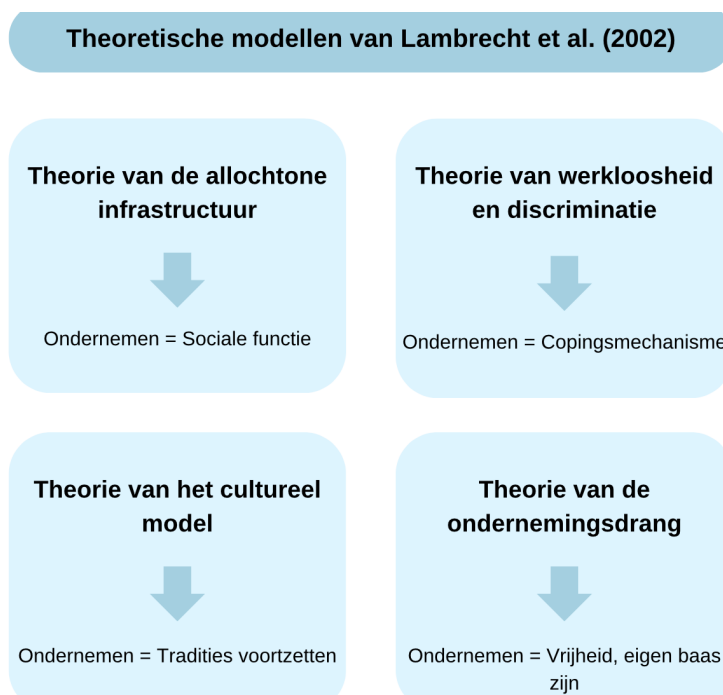 Theoretische modellen van Lambrecht et al. (2002)
Theorie van de allochtone
infrastructuur
Ondernemen = Sociale functie
Theorie van werkloosheid
en discriminatie
Ondernemen = Copingsmechanisme
Theorie van het cultureel
model
Ondernemen = Tradities voortzetten
Theorie van de
ondernemingsdrang
Ondernemen = Vrijheid, eigen baas
zijn